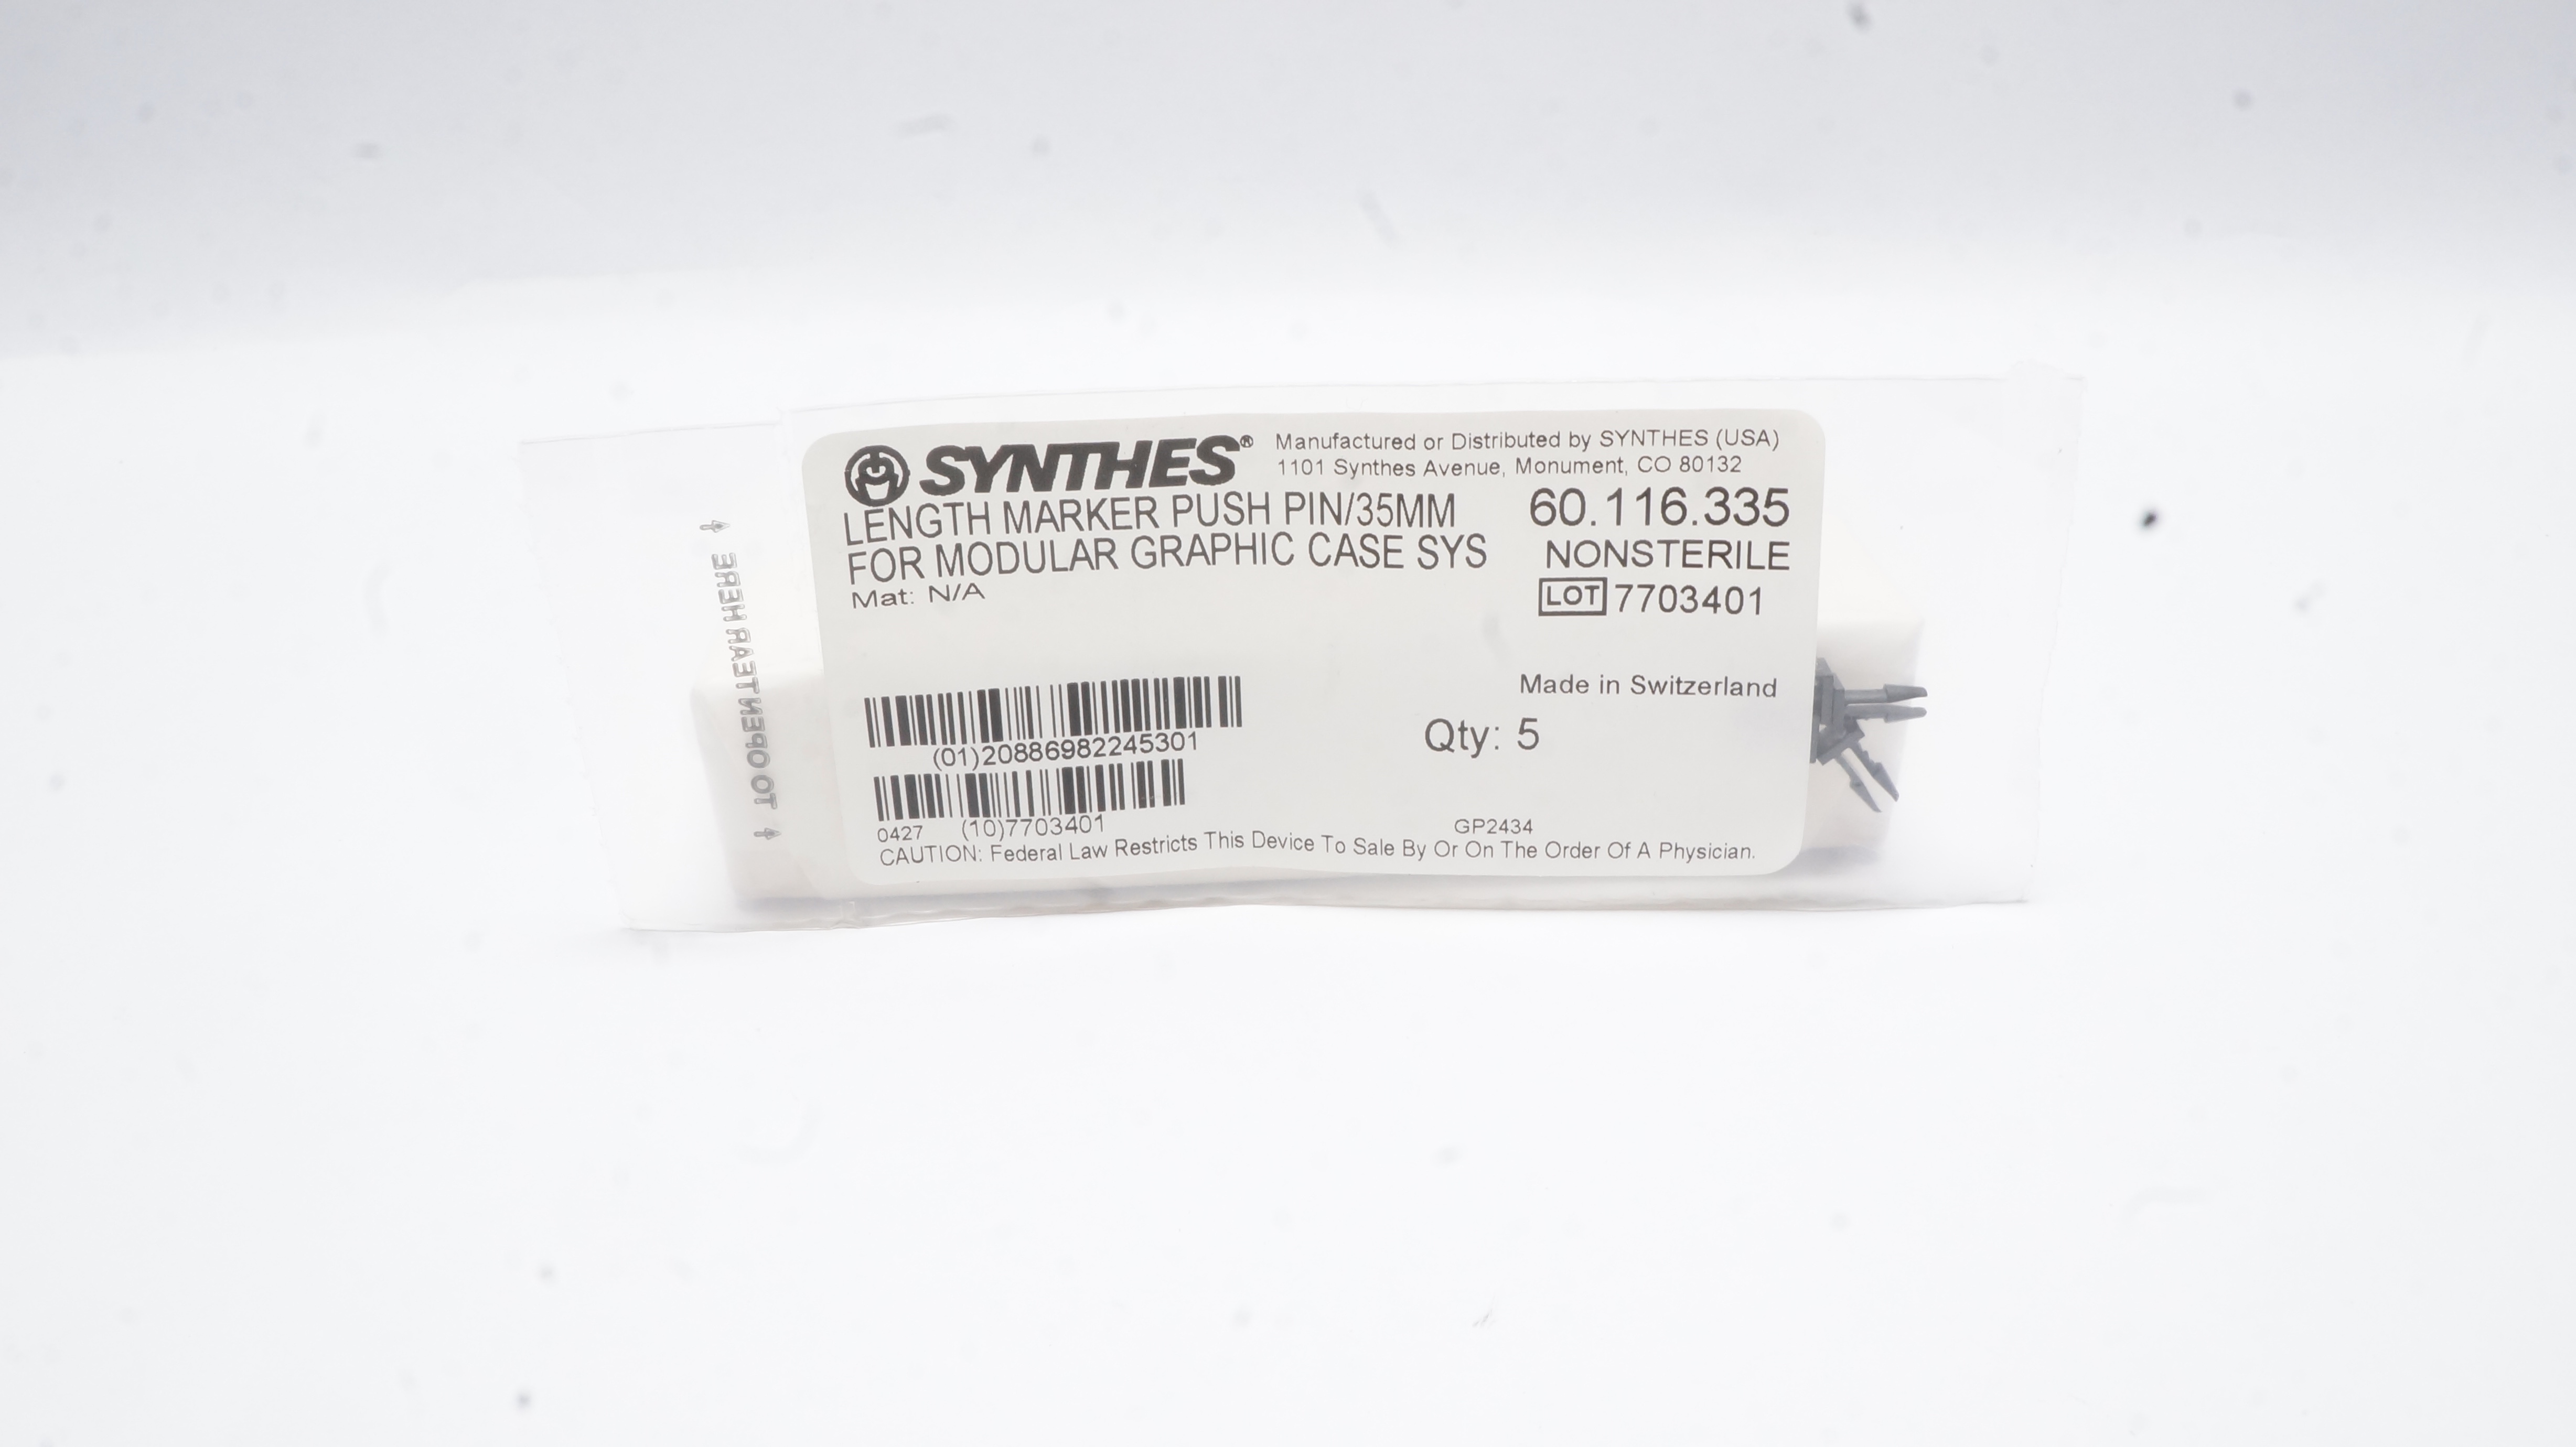 SYNTHES®
Manufactured or Distributed by SYNTHES (USA)
1101 Synthes Avenue, Monument, CO 80132
LENGTH MARKER PUSH PIN/35MM
FOR MODULAR GRAPHIC CASE SYS
Mat: N/A
60.116.335
NONSTERILE
LOT 7703401
Made in Switzerland
Qty: 5
(01)20886982245301
(10)7703401
0427
GP2434
CAUTION: Federal Law Restricts This Device To Sale By Or On The Order Of A Physician.
TO OPEN TEAR HERE